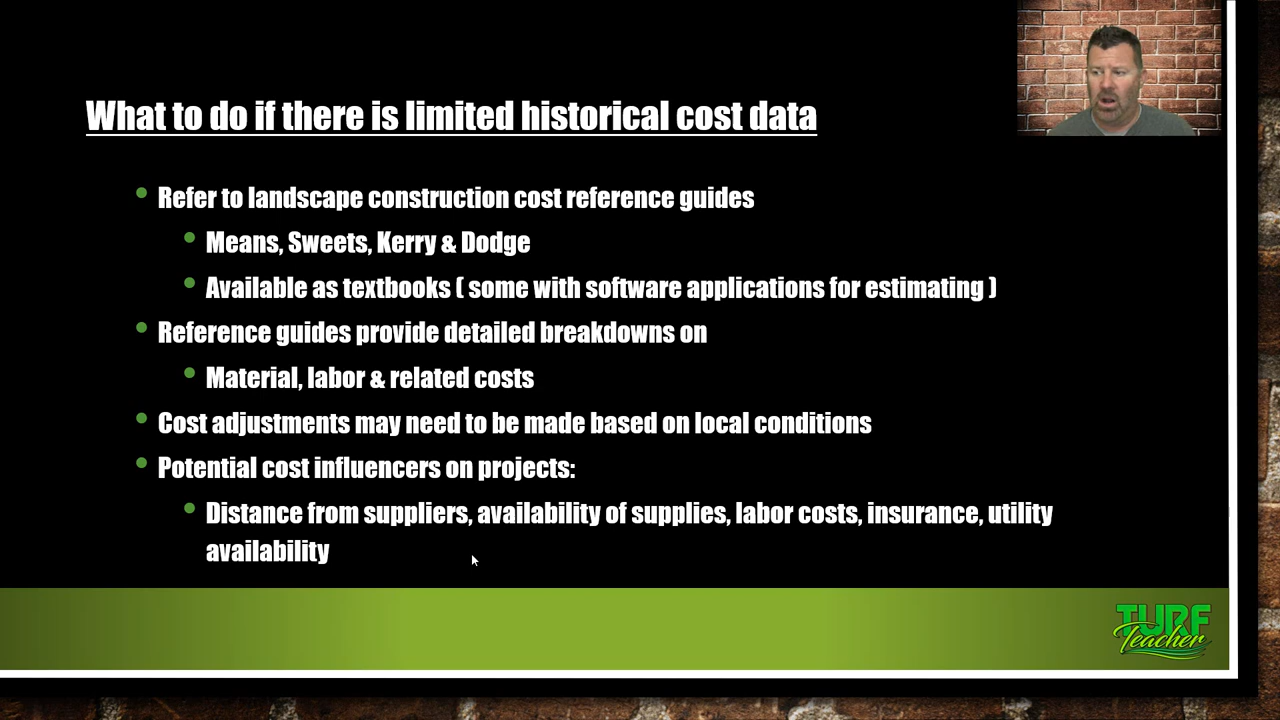 What to do if there is limited historical cost data
Refer to landscape construction cost reference guides
Means, Sweets, Kerry & Dodge
Available as textbooks ( some with software applications for estimating )
Reference guides provide detailed breakdowns on
Material, labor & related costs
Cost adjustments may need to be made based on local conditions
Potential cost influencers on projects:
Distance from suppliers, availability of supplies, labor costs, insurance, utility
availability
TURF
Teacher